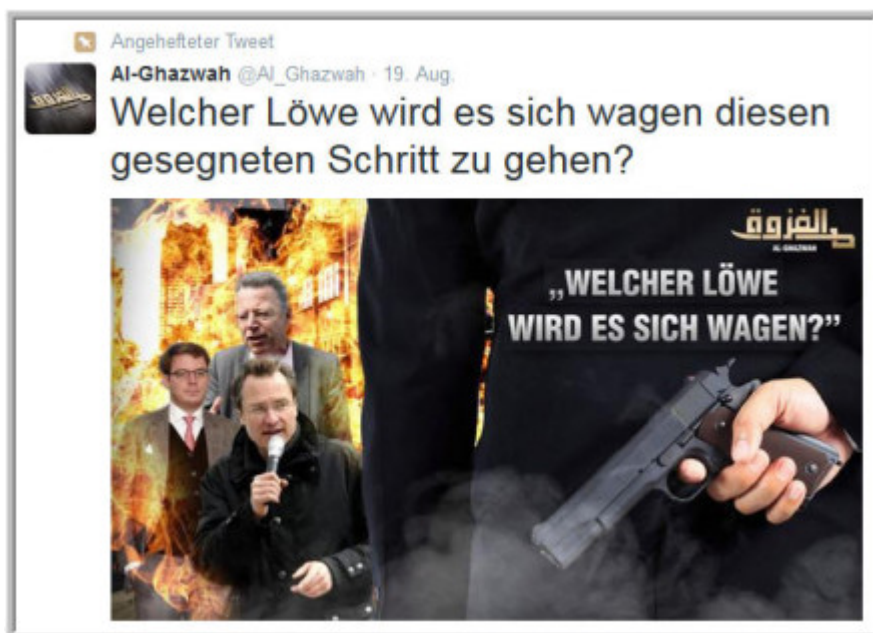 Angehefteter Tweet
Al-Ghazwah @Al_Ghazwah · 19. Aug.
Welcher Löwe wird es sich wagen diesen
gesegneten Schritt zu gehen?
الغزوة
AL-GHAZWAH
„WELCHER LÖWE
WIRD ES SICH WAGEN?”